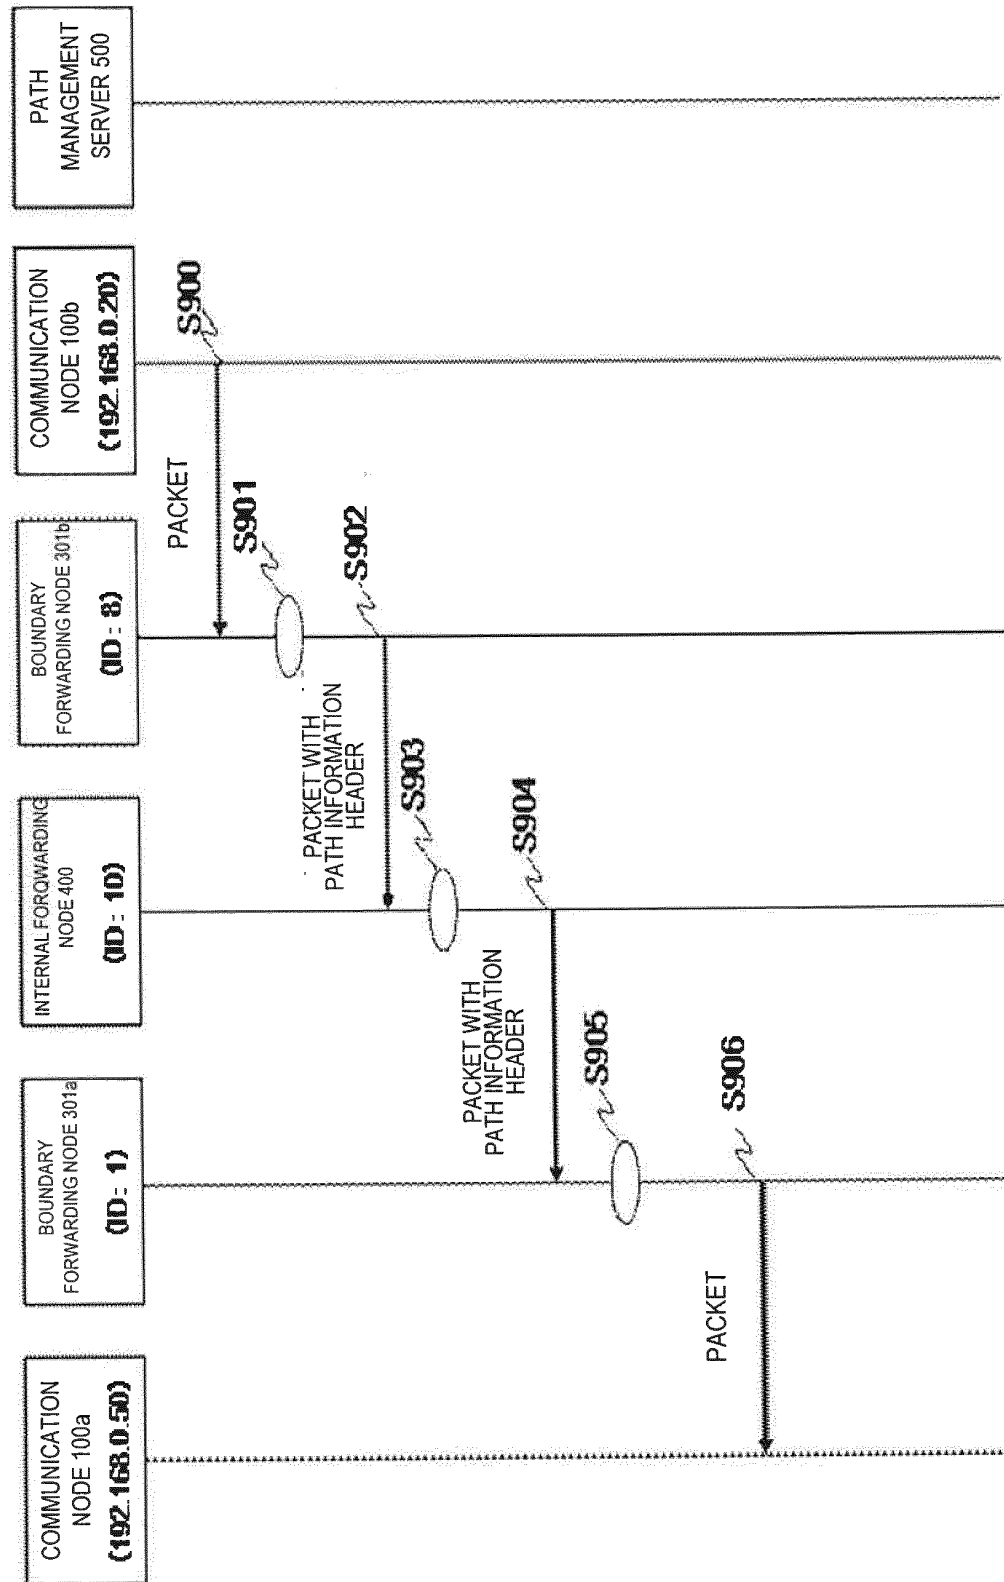 COMMUNICATION
NODE 100a
(192.168.0.50)
BOUNDARY
FORWARDING NODE 301a
(ID: 1)
INTERNAL FORQWARDING
NODE 400
(ID: 10)
BOUNDARY
FORWARDING NODE 301b
(ID: 8)
COMMUNICATION
NODE 100b
(192.168.0.20)
PATH
MANAGEMENT
SERVER 500
S900
PACKET
S901
S902
PACKET WITH
PATH INFORMATION
HEADER
S903
S904
PACKET WITH
PATH INFORMATION
HEADER
S905
S906
PACKET